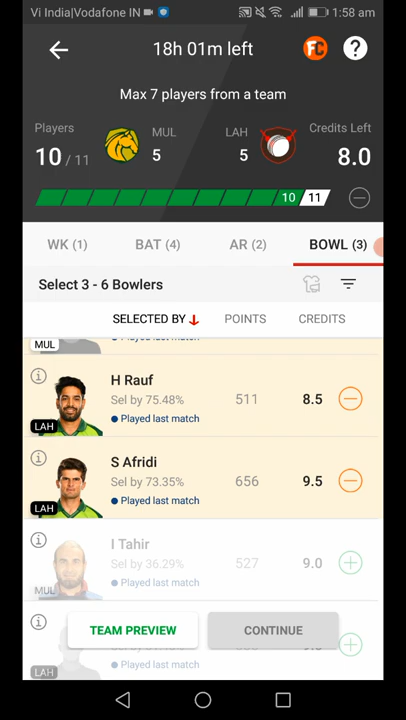 Vi India|Vodafone IN 1:58 am
18h 01m left
FC ?
Max 7 players from a team
Players MUL LAH Credits Left
10 / 11 5 5 8.0
10 11
WK (1) BAT (4) AR (2) BOWL (3)
Select 3 - 6 Bowlers
SELECTED BY POINTS CREDITS
MUL
H Rauf
Sel by 75.48% 511 8.5
Played last match
LAH
S Afridi
Sel by 73.35% 656 9.5
Played last match
LAH
I Tahir
Sel by 36.29% 527 9.0
Played last match
MUL
TEAM PREVIEW CONTINUE
Played last match
LAH